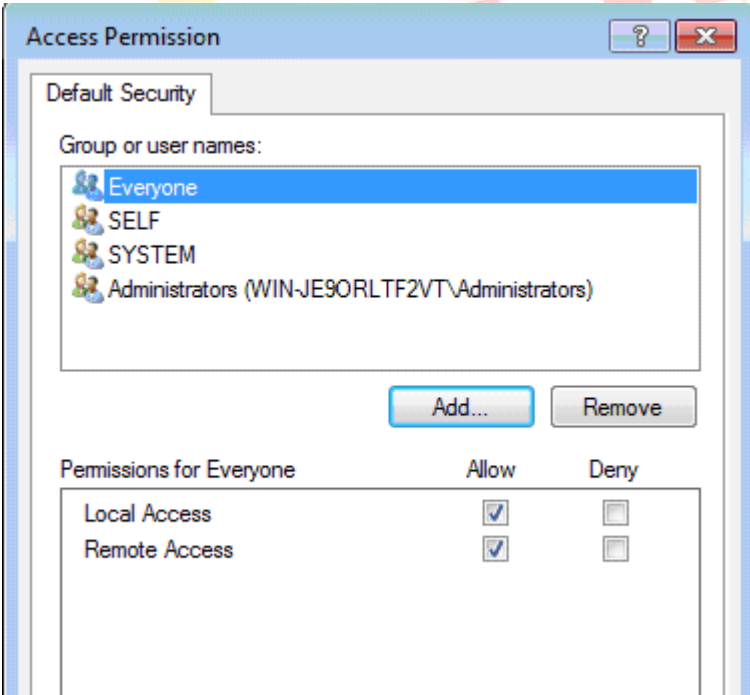 Access Permission
Default Security
Group or user names:
Everyone
SELF
SYSTEM
Administrators (WIN-JE9ORLTF2VT\Administrators)
Add... Remove
Permissions for Everyone Allow Deny
Local Access
Remote Access